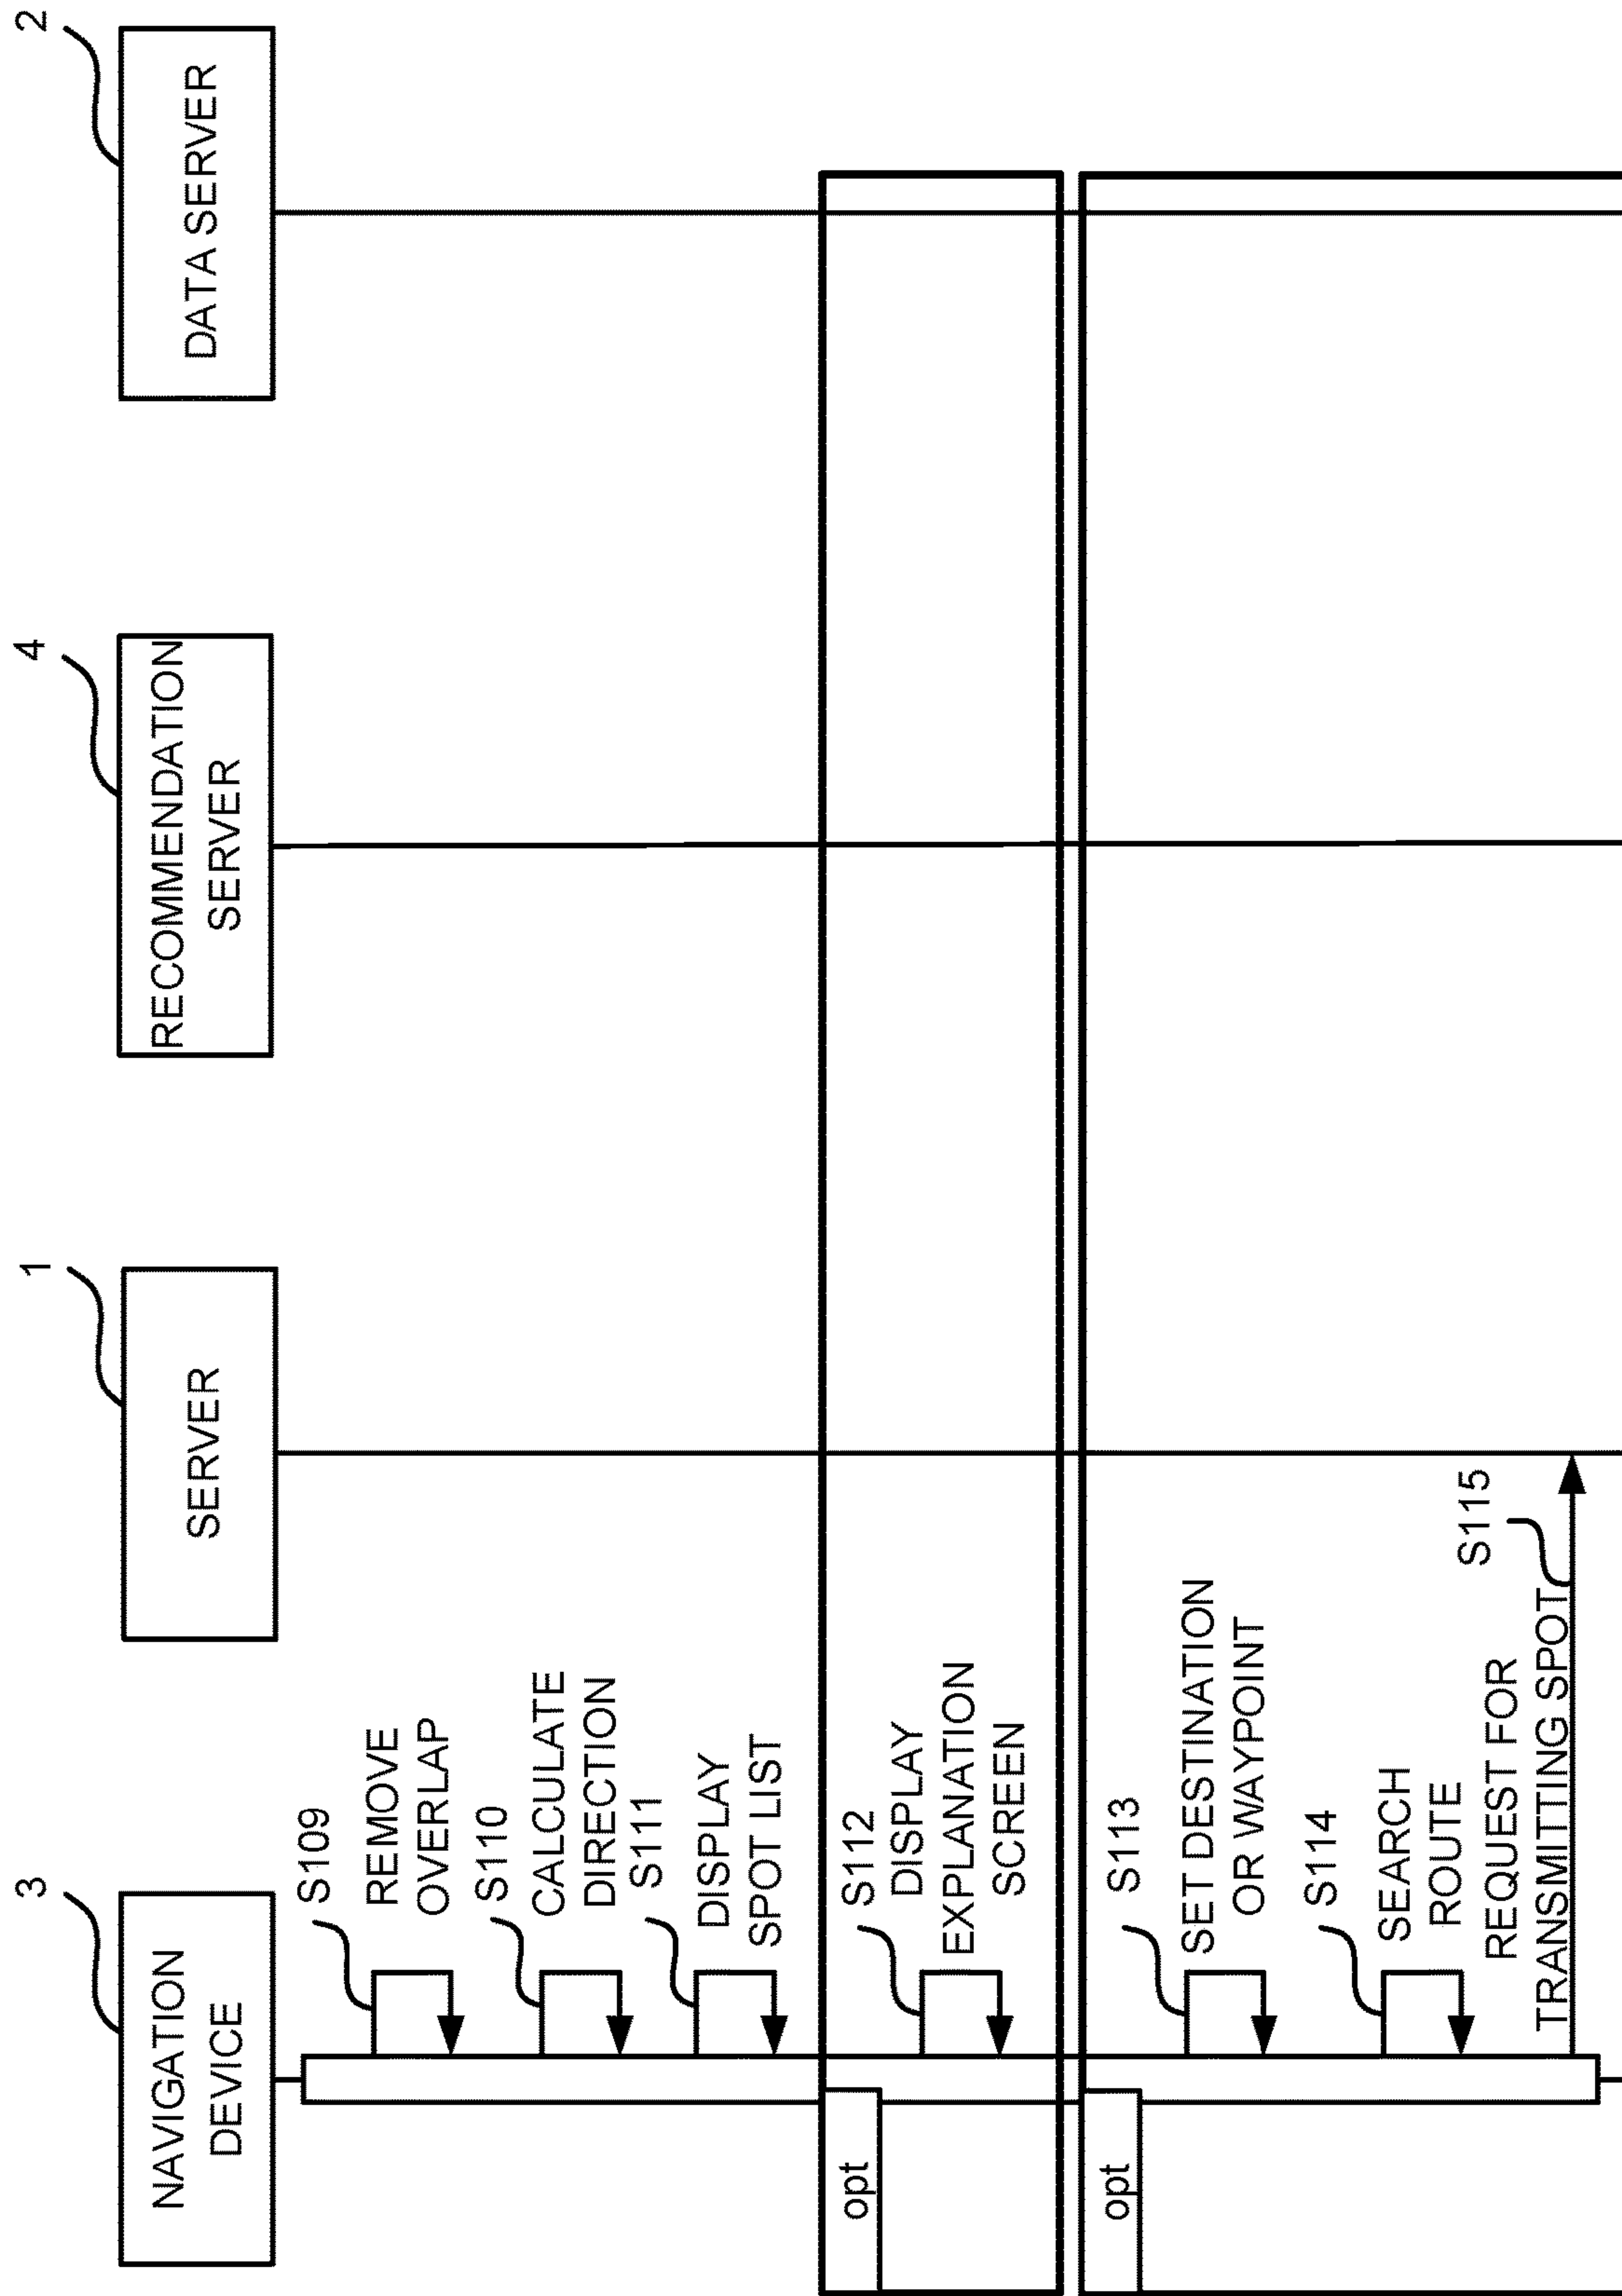 3
NAVIGATION
DEVICE
1
SERVER
4
RECOMMENDATION
SERVER
2
DATA SERVER
S109
REMOVE
OVERLAP
S110
CALCULATE
DIRECTION
S111
DISPLAY
SPOT LIST
opt
S112
DISPLAY
EXPLANATION
SCREEN
opt
S113
SET DESTINATION
OR WAYPOINT
S114
SEARCH
ROUTE
REQUEST FOR
TRANSMITTING SPOT
S115